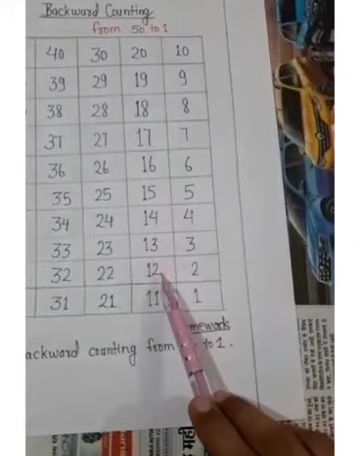 Backward Counting
from 50 to 1
40 30 20 10
39 29 19 9
38 28 18 8
37 27 17 7
36 26 16 6
35 25 15 5
34 24 14 4
33 23 13 3
32 22 12 2
31 21 11 1
mework
ackward counting from to 1.